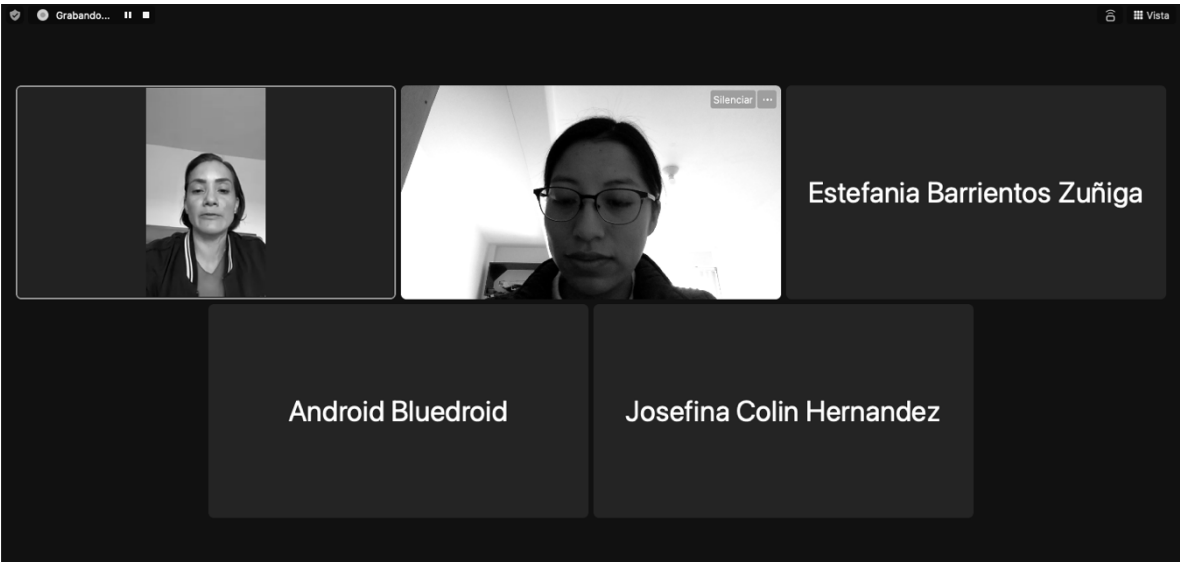 Grabando...
Vista
Silenciar
Estefania Barrientos Zuñiga
Android Bluedroid
Josefina Colin Hernandez